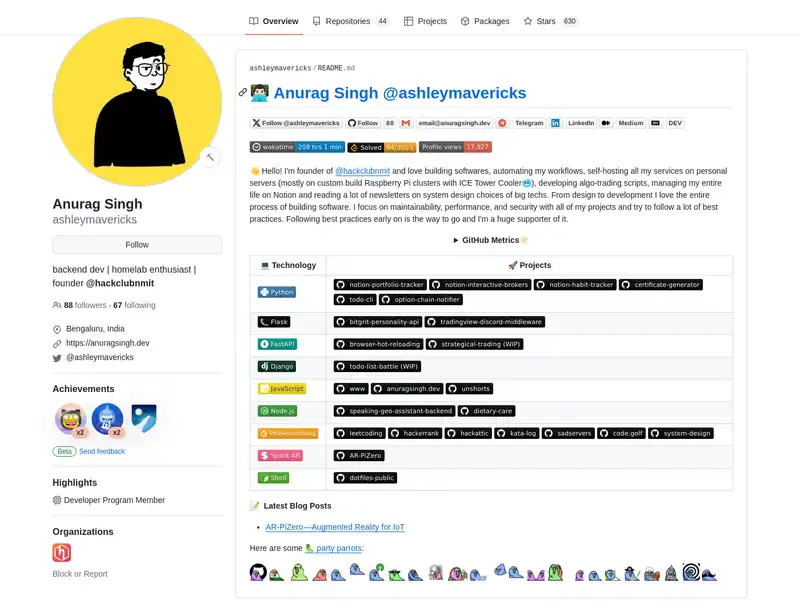 Overview Repositories 44 Projects Packages Stars 630
ashleymavericks / README.md
Anurag Singh @ashleymavericks
Follow @ashleymavericks Follow 88 email@anuragsingh.dev Telegram LinkedIn Medium DEV
wakatime 208 hrs 1 min Solved 94/3023 Profile views 17,927
👋 Hello! I'm founder of @hackclubnmit and love building softwares, automating my workflows, self-hosting all my services on personal
servers (mostly on custom build Raspberry Pi clusters with ICE Tower Cooler🥶), developing algo-trading scripts, managing my entire
life on Notion and reading a lot of newsletters on system design choices of big techs. From design to development I love the entire
process of building software. I focus on maintainability, performance, and security with all of my projects and try to follow a lot of best
practices. Following best practices early on is the way to go and I'm a huge supporter of it.
GitHub Metrics
Technology Projects
Python notion-portfolio-tracker notion-interactive-brokers notion-habit-tracker certificate-generator
todo-cli option-chain-notifier
Flask bitgrit-personality-api tradingview-discord-middleware
FastAPI browser-hot-reloading strategical-trading (WIP)
Django todo-list-battle (WIP)
JavaScript www anuragsingh.dev unshorts
Node.js speaking-geo-assistant-backend dietary-care
leetcoding hackerrank hackattic kata-log sadservers code.golf system-design
Spark AR AR-PiZero
Shell dotfiles-public
Latest Blog Posts
• AR-PiZero—Augmented Reality for IoT
Here are some 🦜 party parrots:
Anurag Singh
ashleymavericks
Follow
backend dev | homelab enthusiast |
founder @hackclubnmit
88 followers · 67 following
Bengaluru, India
https://anuragsingh.dev
@ashleymavericks
Achievements
x2 x2
Beta Send feedback
Highlights
Developer Program Member
Organizations
Block or Report